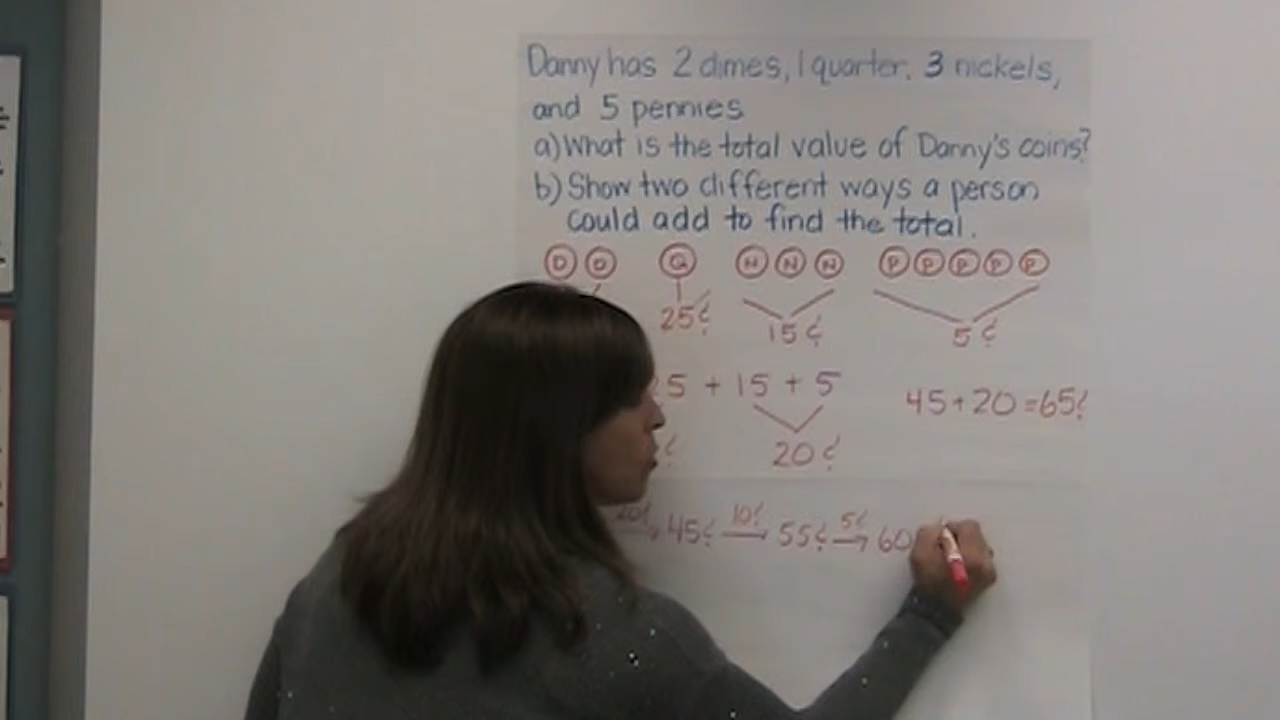 Danny has 2 dimes, 1 quarter, 3 nickels,
and 5 pennies
a) What is the total value of Danny's coins?
b) Show two different ways a person
could add to find the total.
D D Q N N N P P P P P
25¢ 15¢ 5¢
25 + 15 + 5 45+20=65¢
¢ 20¢
20¢ 10¢ 5¢
45¢ 55¢ 60